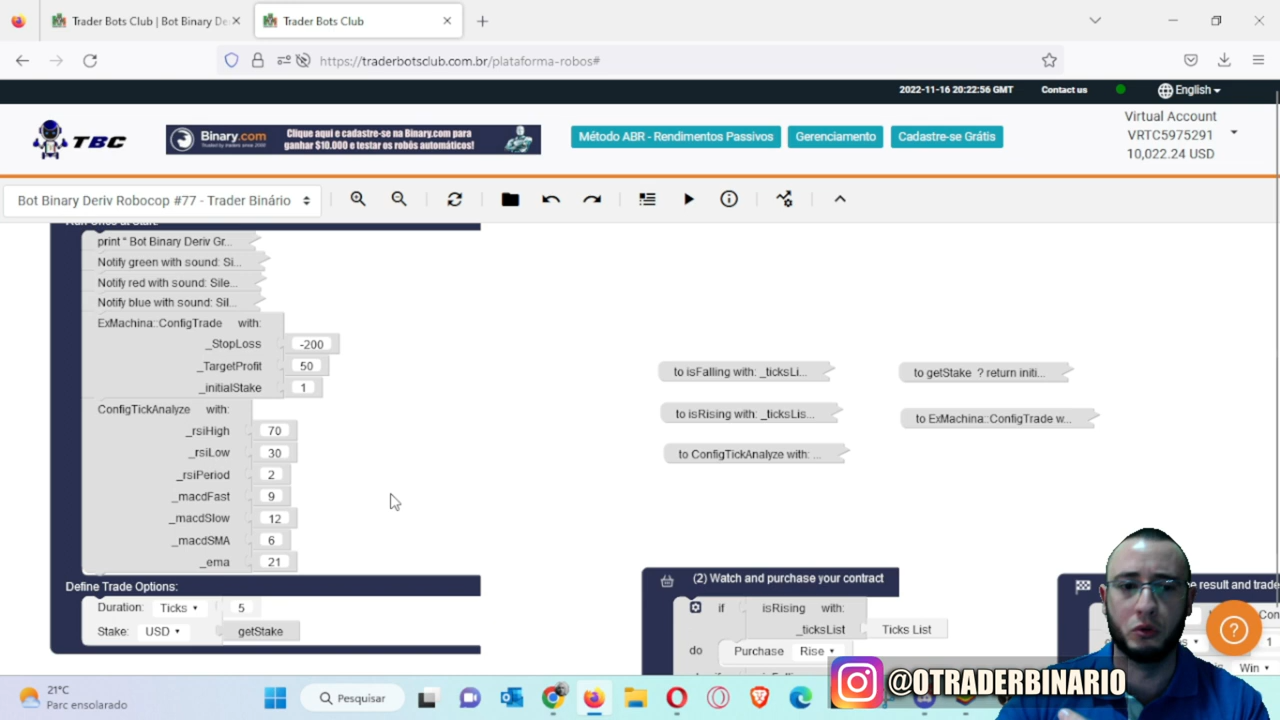 Trader Bots Club | Bot Binary De
Trader Bots Club
https://traderbotsclub.com.br/plataforma-robos#
2022-11-16 20:22:56 GMT
Contact us
English
TBC
Binary.com
Clique aqui e cadastre-se na Binary.com para
ganhar $10.000 e testar os robôs automáticos!
Método ABR - Rendimentos Passivos
Gerenciamento
Cadastre-se Grátis
Virtual Account
VRTC5975291
10,022.24 USD
Bot Binary Deriv Robocop #77 - Trader Binário
print " Bot Binary Deriv Gr...
Notify green with sound: Si...
Notify red with sound: Sile...
Notify blue with sound: Sil...
ExMachina::ConfigTrade with:
_StopLoss -200
_TargetProfit 50
_initialStake 1
ConfigTickAnalyze with:
_rsiHigh 70
_rsiLow 30
_rsiPeriod 2
_macdFast 9
_macdSlow 12
_macdSMA 6
_ema 21
Define Trade Options:
Duration: Ticks 5
Stake: USD getStake
to isFalling with: _ticksLi...
to isRising with: _ticksLis...
to ConfigTickAnalyze with: ...
to getStake ? return initi...
to ExMachina::ConfigTrade w...
(2) Watch and purchase your contract
if isRising with:
_ticksList Ticks List
do Purchase Rise
e result and trade
Con
1
is Win
?
@OTRADERBINARIO
21°C
Parc ensolarado
Pesquisar